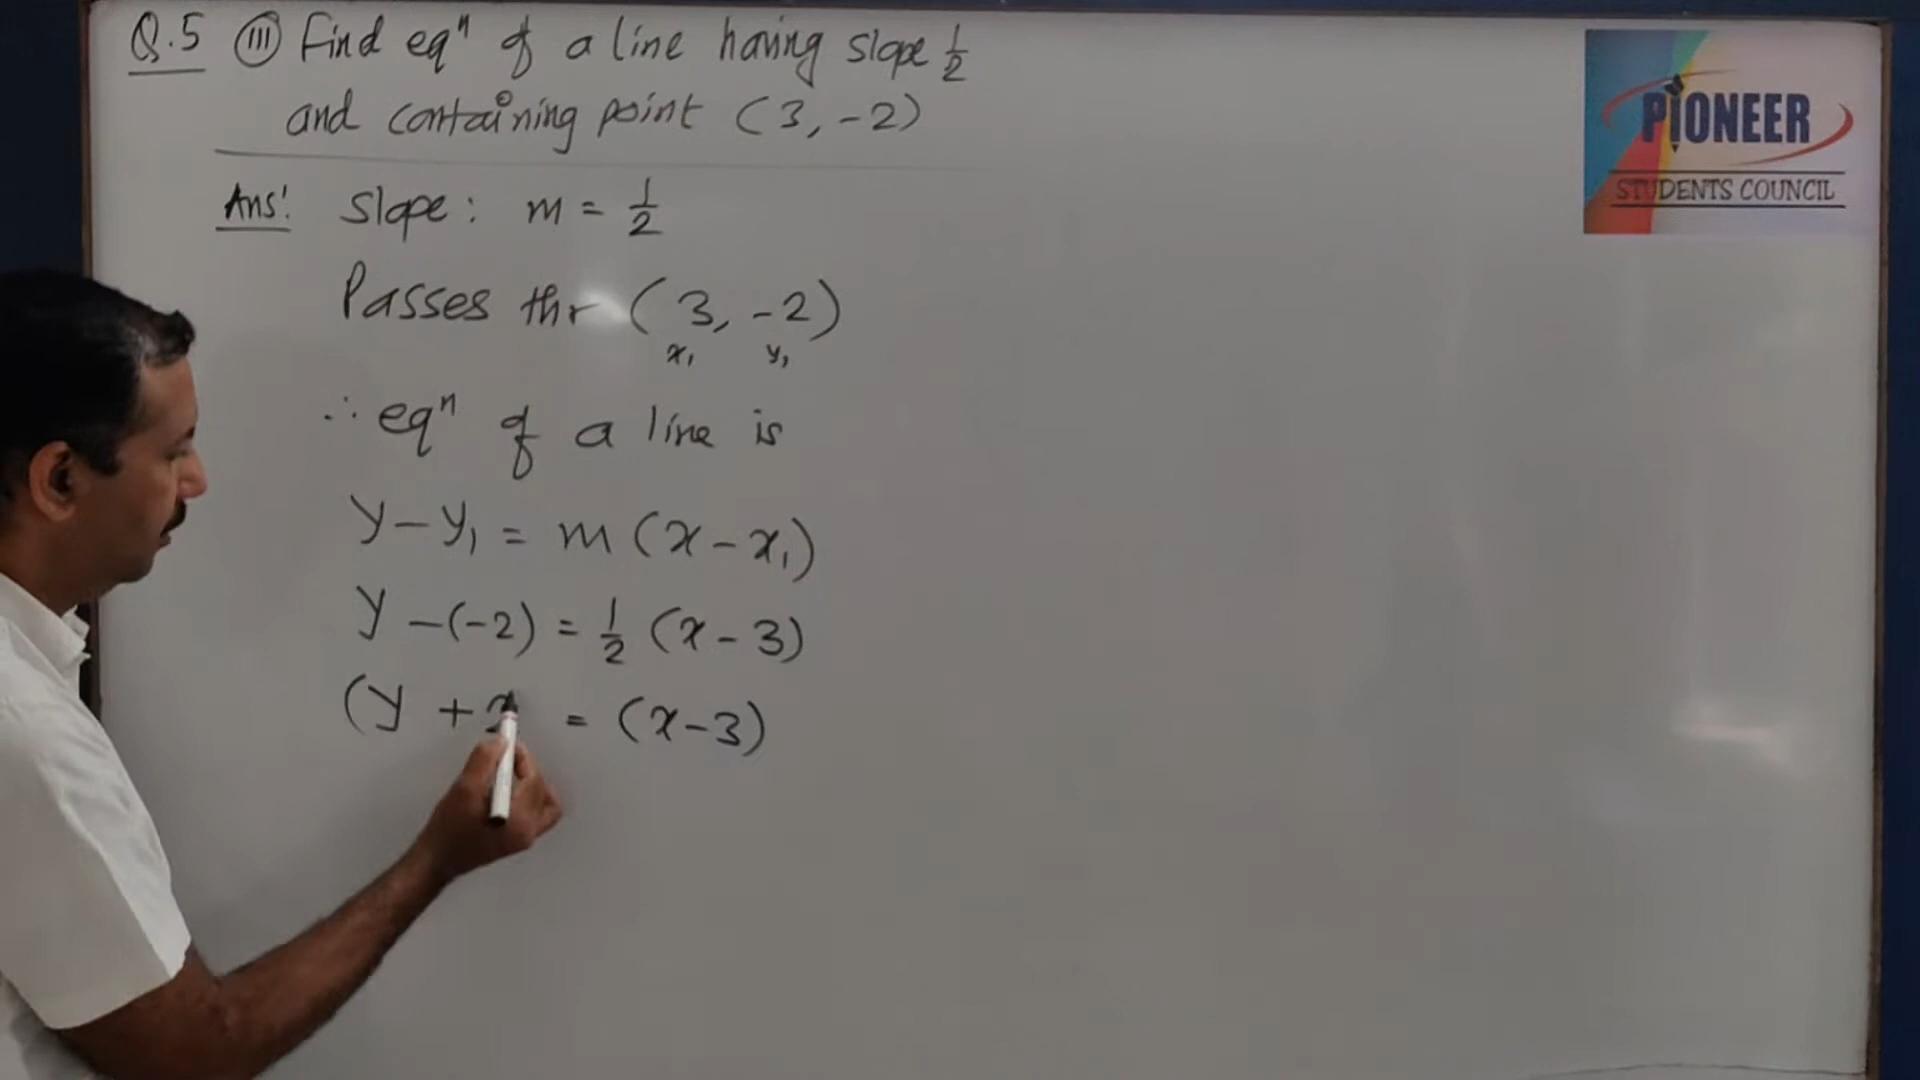 Q.5 (III) Find eqⁿ of a line having slope 1/2
and containing point (3, -2)
Ans: Slope: m = 1/2
Passes thr (3, -2)
x₁ y₁
∴ eqⁿ of a line is
y - y₁ = m (x - x₁)
y - (-2) = 1/2 (x - 3)
(y + = (x - 3)
PIONEER
STUDENTS COUNCIL